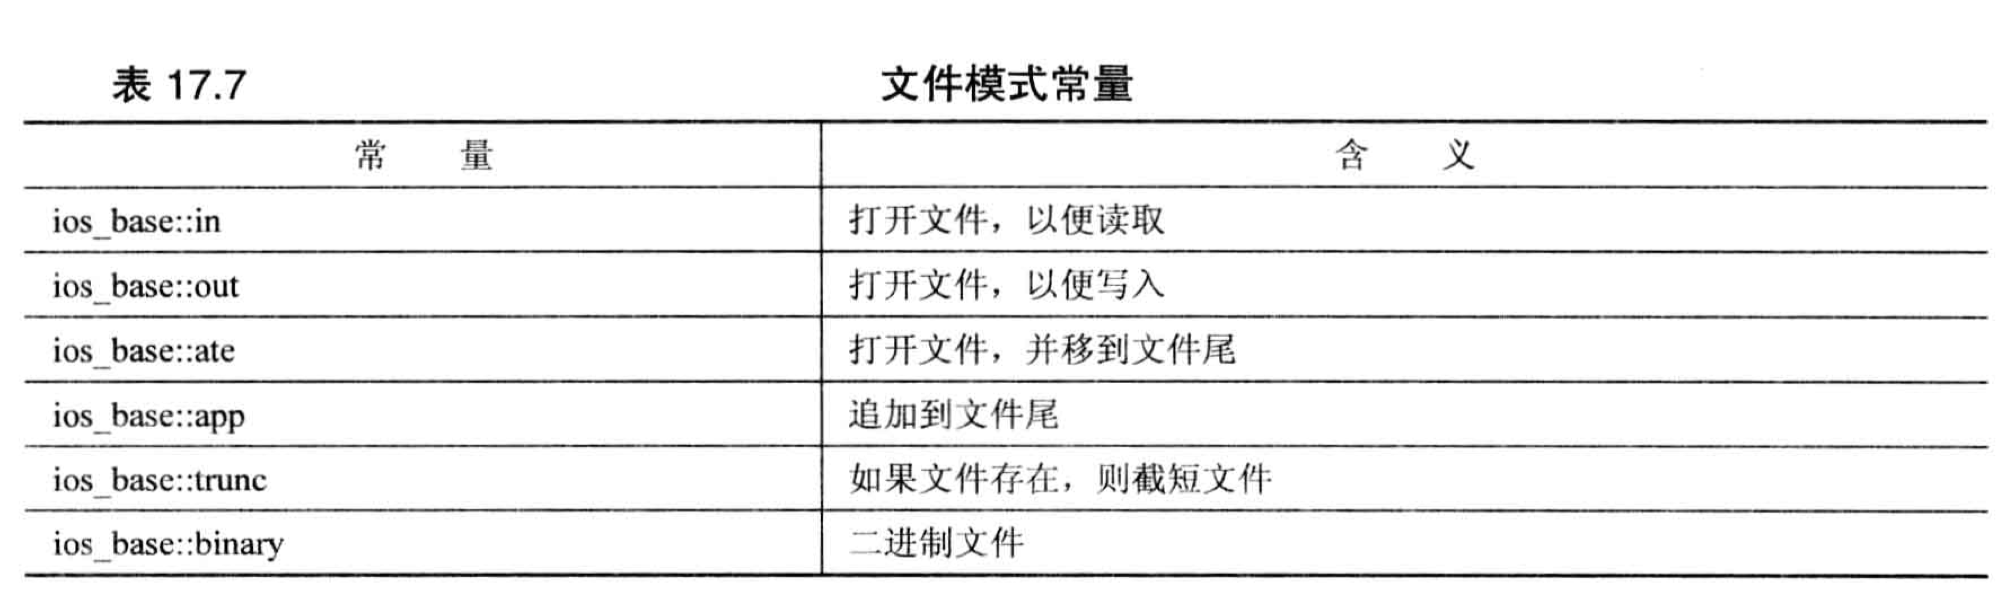 表 17.7 文件模式常量
常 量 含 义
ios_base::in 打开文件，以便读取
ios_base::out 打开文件，以便写入
ios_base::ate 打开文件，并移到文件尾
ios_base::app 追加到文件尾
ios_base::trunc 如果文件存在，则截短文件
ios_base::binary 二进制文件